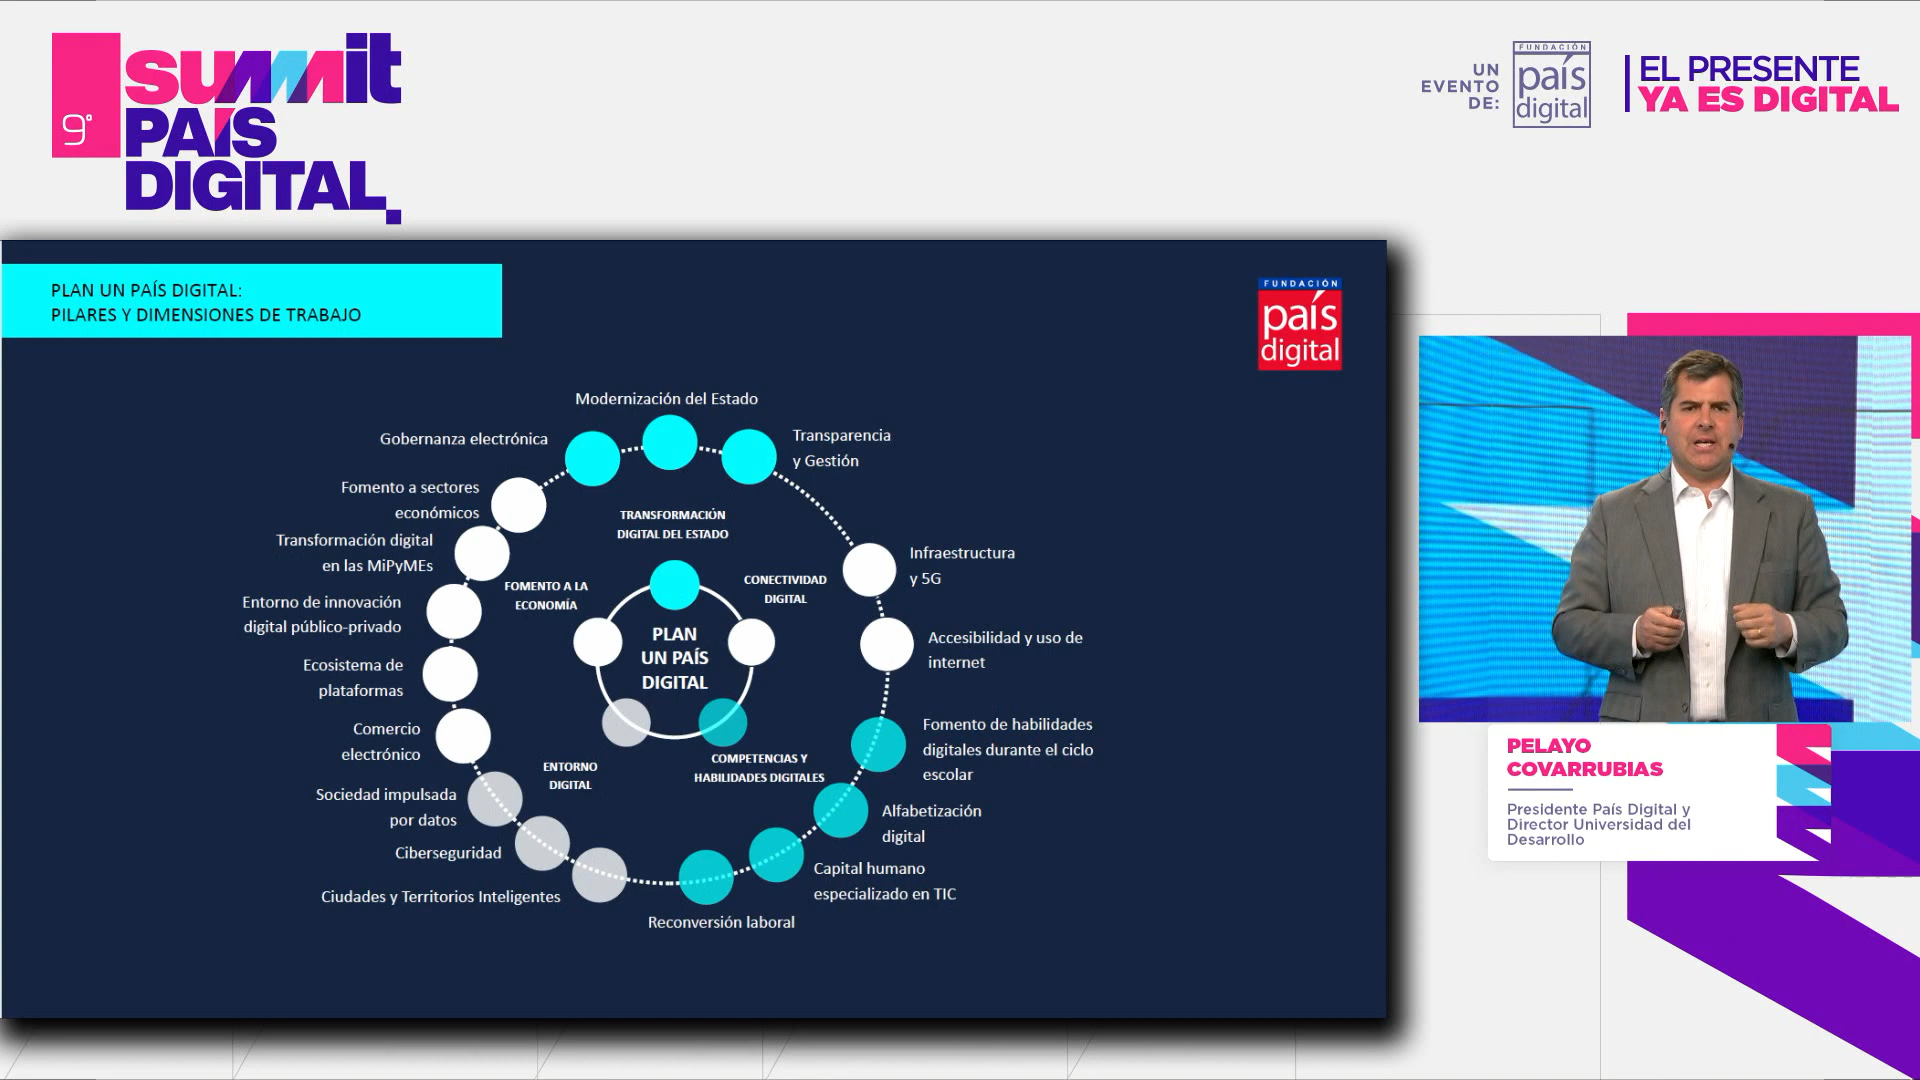 9°
summit
PAÍS
DIGITAL.
UN
EVENTO
DE:
FUNDACIÓN
país
digital
EL PRESENTE
YA ES DIGITAL
PLAN UN PAÍS DIGITAL:
PILARES Y DIMENSIONES DE TRABAJO
FUNDACIÓN
país
digital
Modernización del Estado
Gobernanza electrónica
Transparencia
y Gestión
Fomento a sectores
económicos
Transformación digital
en las MiPyMEs
Entorno de innovación
digital público-privado
Ecosistema de
plataformas
Comercio
electrónico
Sociedad impulsada
por datos
Ciberseguridad
Ciudades y Territorios Inteligentes
Reconversión laboral
Capital humano
especializado en TIC
Alfabetización
digital
Fomento de habilidades
digitales durante el ciclo
escolar
Accesibilidad y uso de
internet
Infraestructura
y 5G
TRANSFORMACIÓN
DIGITAL DEL ESTADO
FOMENTO A LA
ECONOMÍA
CONECTIVIDAD
DIGITAL
PLAN
UN PAÍS
DIGITAL
ENTORNO
DIGITAL
COMPETENCIAS Y
HABILIDADES DIGITALES
PELAYO
COVARRUBIAS
Presidente País Digital y
Director Universidad del
Desarrollo